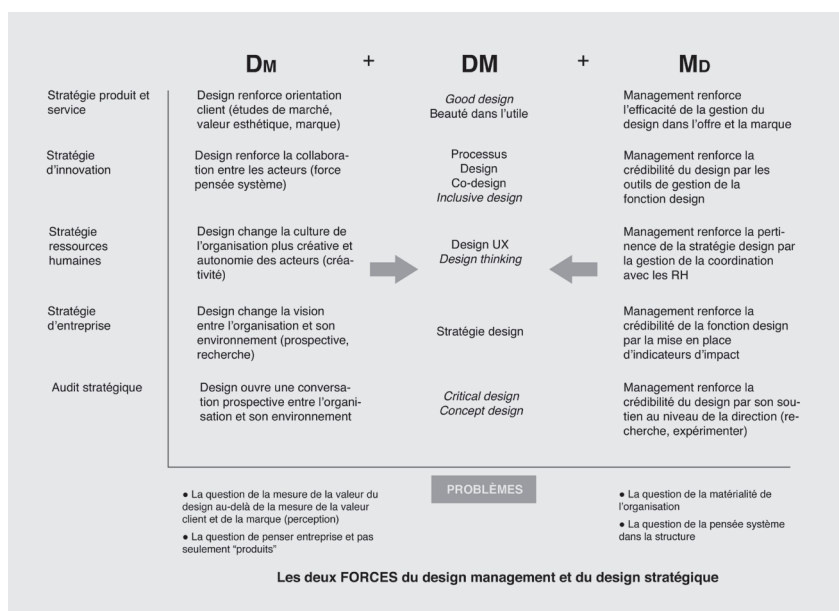 DM + DM + MD
Stratégie produit et
service
Design renforce orientation
client (études de marché,
valeur esthétique, marque)
Good design
Beauté dans l'utile
Management renforce
l'efficacité de la gestion du
design dans l'offre et la marque
Stratégie
d'innovation
Design renforce la collabora-
tion entre les acteurs (force
pensée système)
Processus
Design
Co-design
Inclusive design
Management renforce la
crédibilité du design par les
outils de gestion de la
fonction design
Stratégie
ressources
humaines
Design change la culture de
l'organisation plus créative et
autonomie des acteurs (créa-
tivité)
Design UX
Design thinking
Management renforce la perti-
nence de la stratégie design par
la gestion de la coordination
avec les RH
Stratégie
d'entreprise
Design change la vision
entre l'organisation et son
environnement (prospective,
recherche)
Stratégie design
Management renforce la
crédibilité de la fonction design
par la mise en place
d'indicateurs d'impact
Audit stratégique
Design ouvre une conversa-
tion prospective entre l'organi-
sation et son environnement
Critical design
Concept design
Management renforce la
crédibilité du design par son sou-
tien au niveau de la direction (re-
cherche, expérimenter)
PROBLÈMES
● La question de la mesure de la valeur du
design au-delà de la mesure de la valeur
client et de la marque (perception)
● La question de penser entreprise et pas
seulement "produits"
● La question de la matérialité de
l'organisation
● La question de la pensée système
dans la structure
Les deux FORCES du design management et du design stratégique